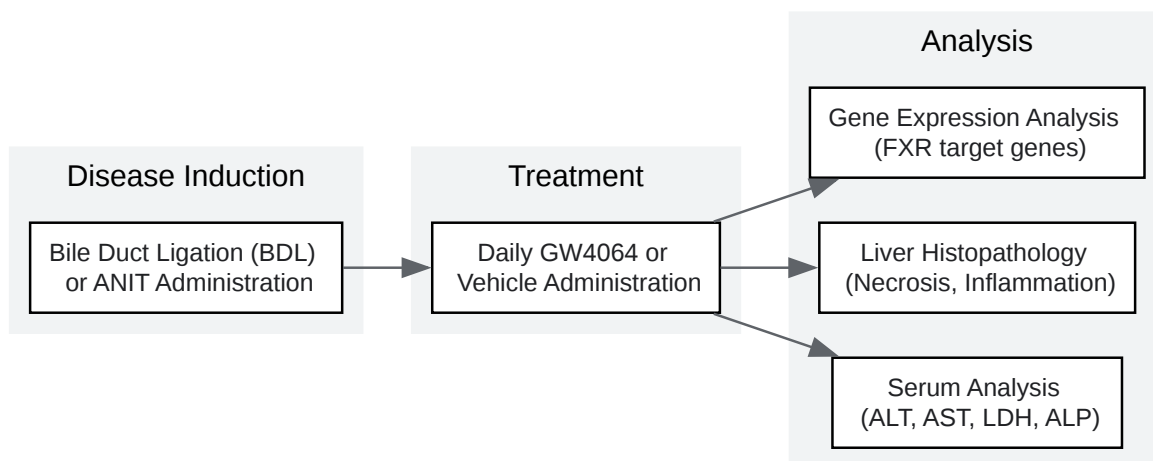 Disease Induction
Bile Duct Ligation (BDL)
or ANIT Administration
Treatment
Daily GW4064 or
Vehicle Administration
Analysis
Gene Expression Analysis
(FXR target genes)
Liver Histopathology
(Necrosis, Inflammation)
Serum Analysis
(ALT, AST, LDH, ALP)